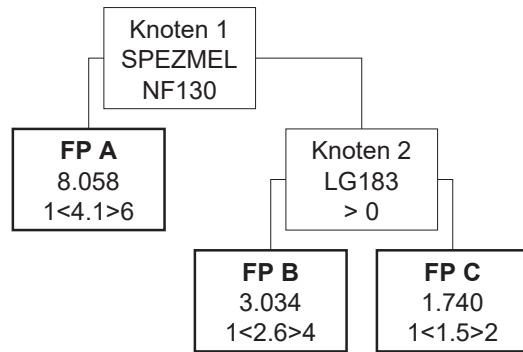 Knoten 1
SPEZMEL
NF130
FP A
8.058
1<4.1>6
Knoten 2
LG183
> 0
FP B
3.034
1<2.6>4
FP C
1.740
1<1.5>2